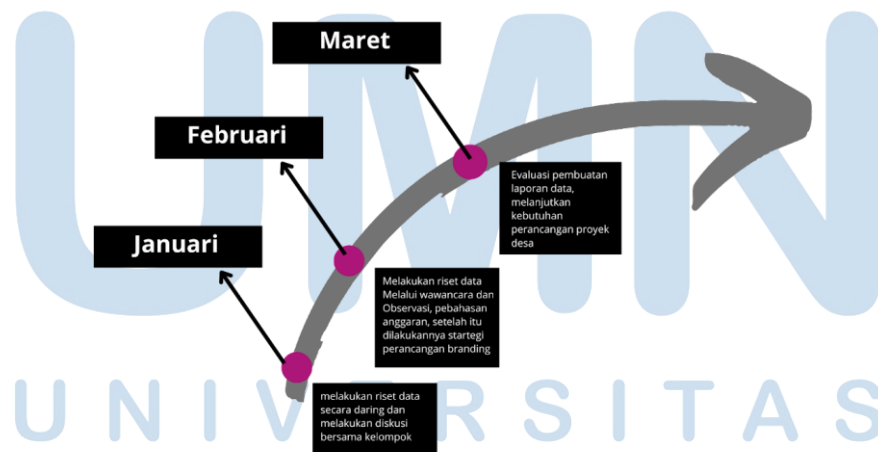 UMN
UNIVERSITAS
Maret
Februari
Januari
Evaluasi pembuatan
laporan data,
melanjutkan
kebutuhan
perancangan proyek
desa
Melakukan riset data
Melalui wawancara dan
Observasi, pebahasan
anggaran, setelah itu
dilakukannya startegi
perancangan branding
melakukan riset data
secara daring dan
melakukan diskusi
bersama kelompok